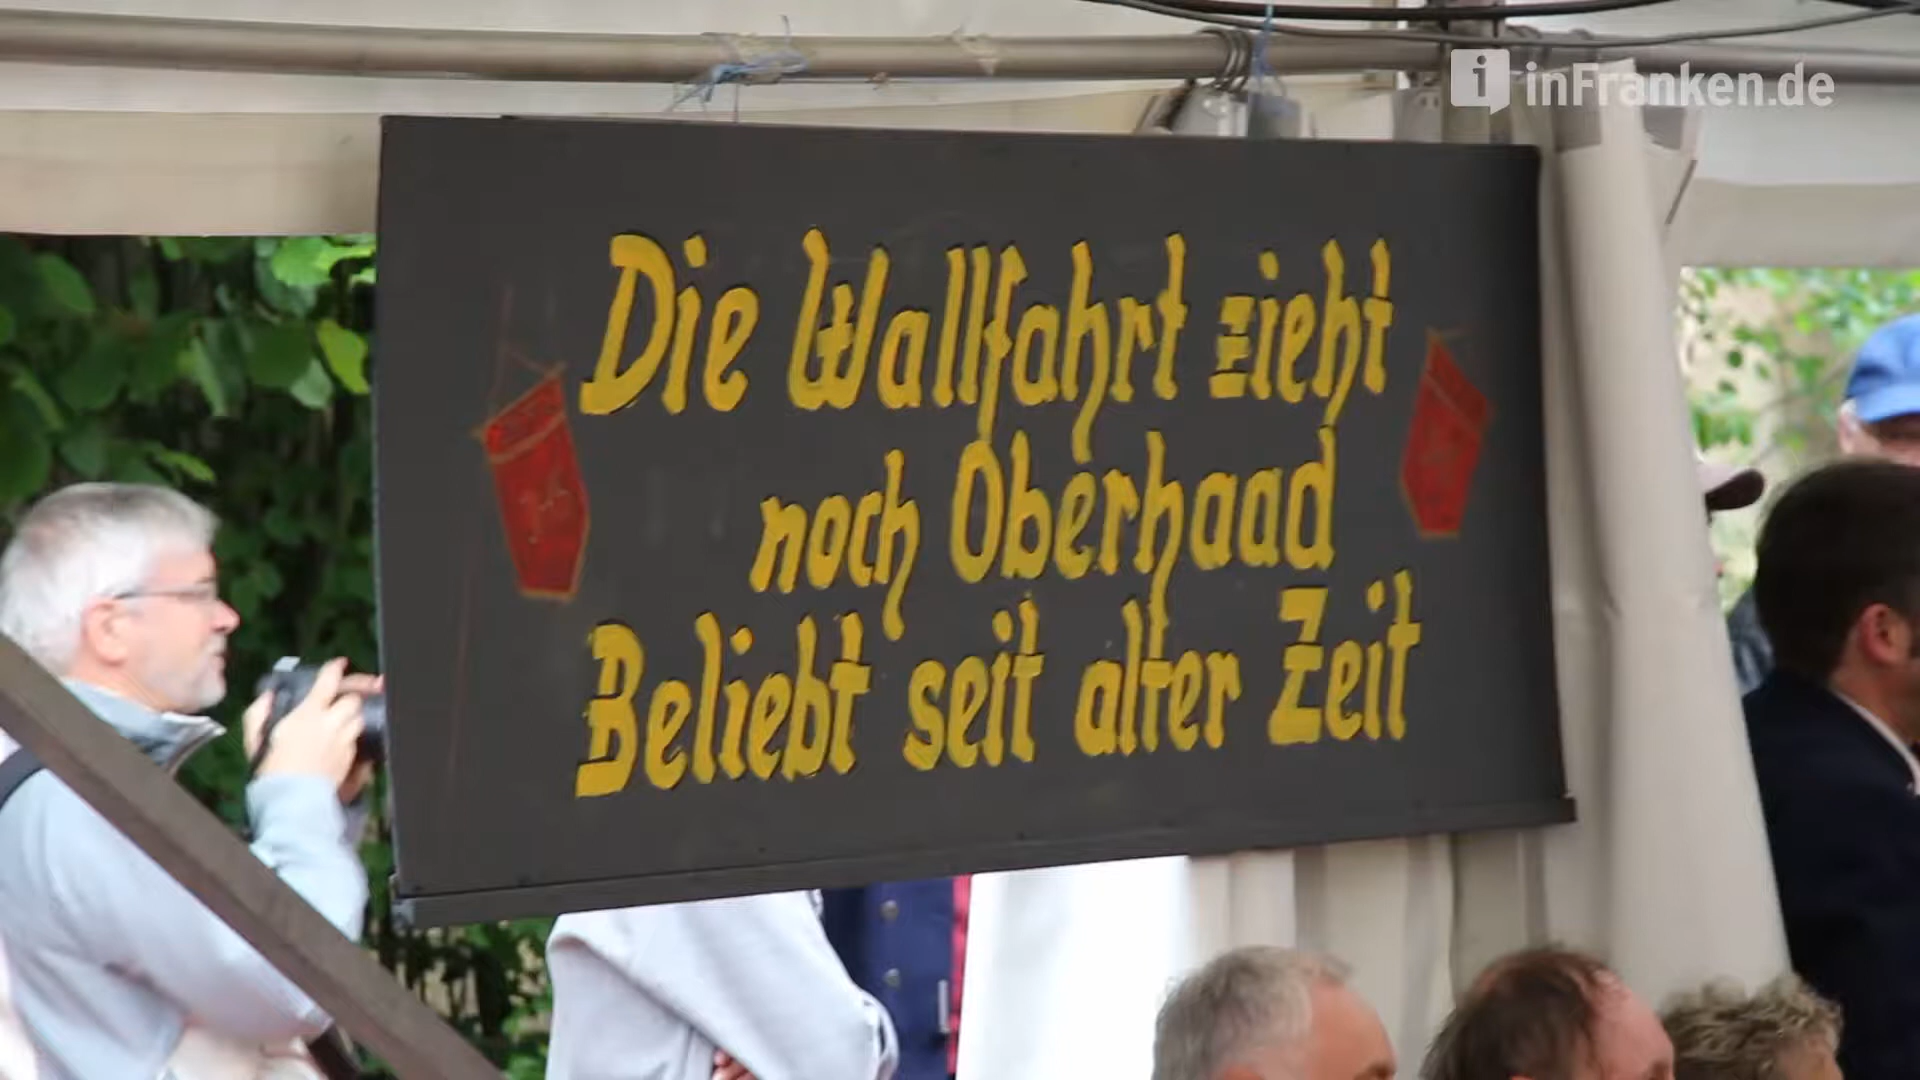 inFranken.de
Die Wallfahrt zieht
noch Oberhaad
Beliebt seit alter Zeit